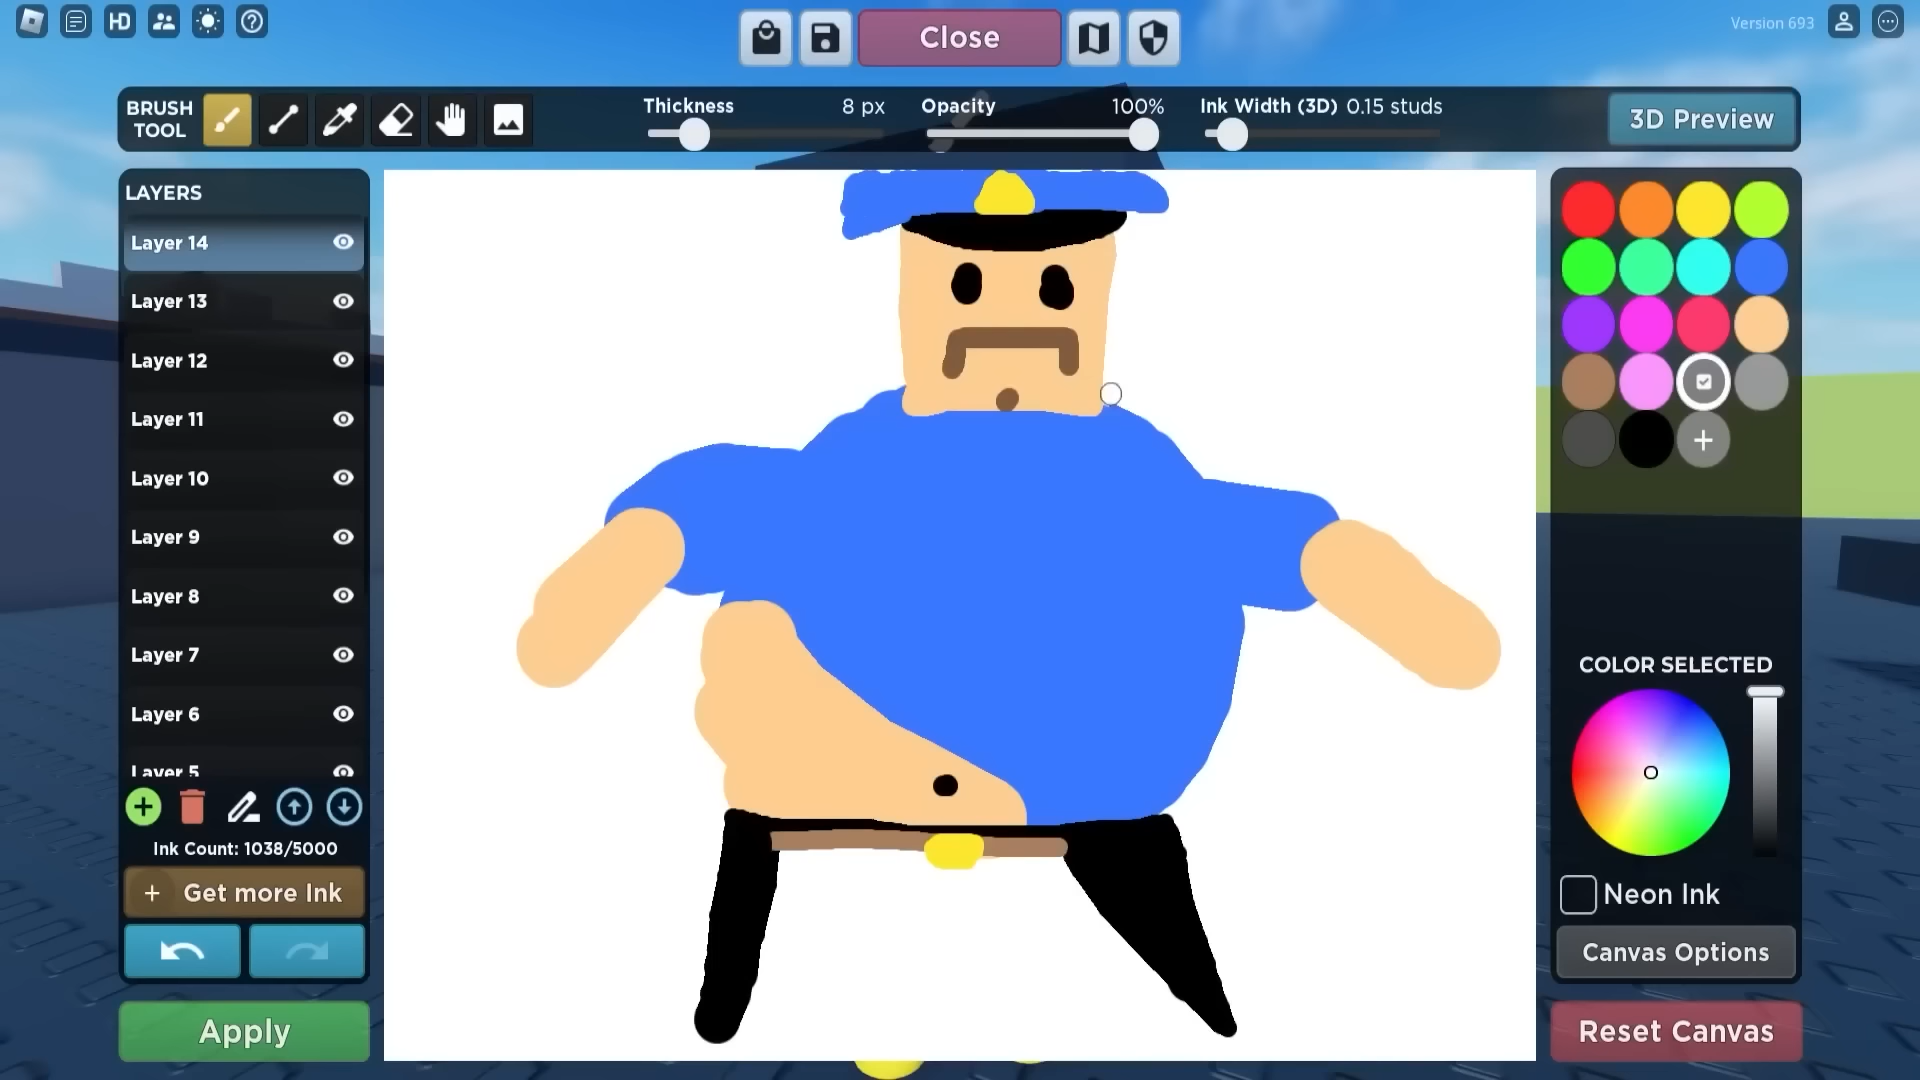 HD
Close
Version 693
BRUSH
TOOL
Thickness 8 px
Opacity 100%
Ink Width (3D) 0.15 studs
3D Preview
LAYERS
Layer 14
Layer 13
Layer 12
Layer 11
Layer 10
Layer 9
Layer 8
Layer 7
Layer 6
Layer 5
Ink Count: 1038/5000
+ Get more Ink
Apply
COLOR SELECTED
Neon Ink
Canvas Options
Reset Canvas